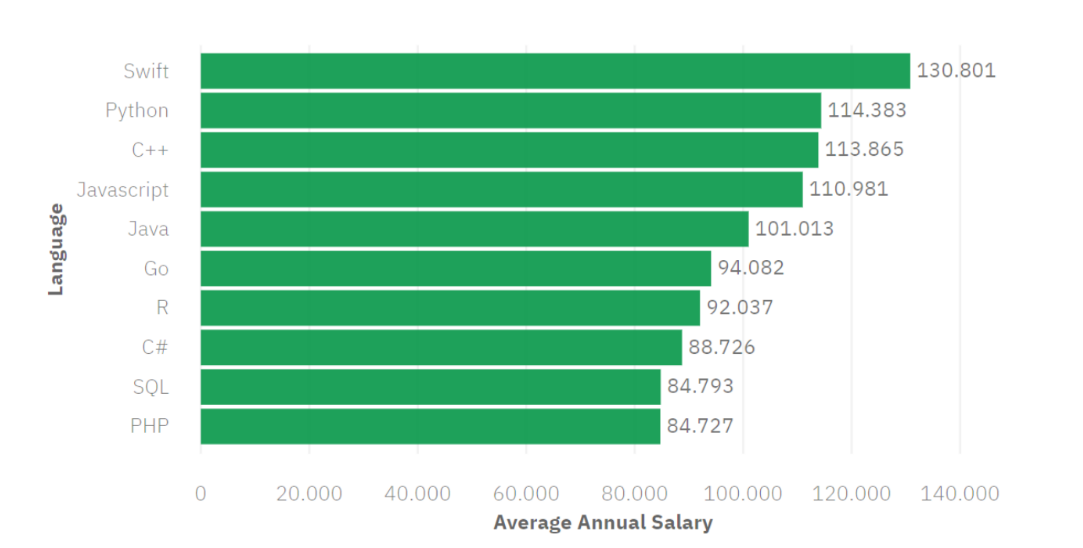 Language
Swift 130.801
Python 114.383
C++ 113.865
Javascript 110.981
Java 101.013
Go 94.082
R 92.037
C# 88.726
SQL 84.793
PHP 84.727
0 20.000 40.000 60.000 80.000 100.000 120.000 140.000
Average Annual Salary